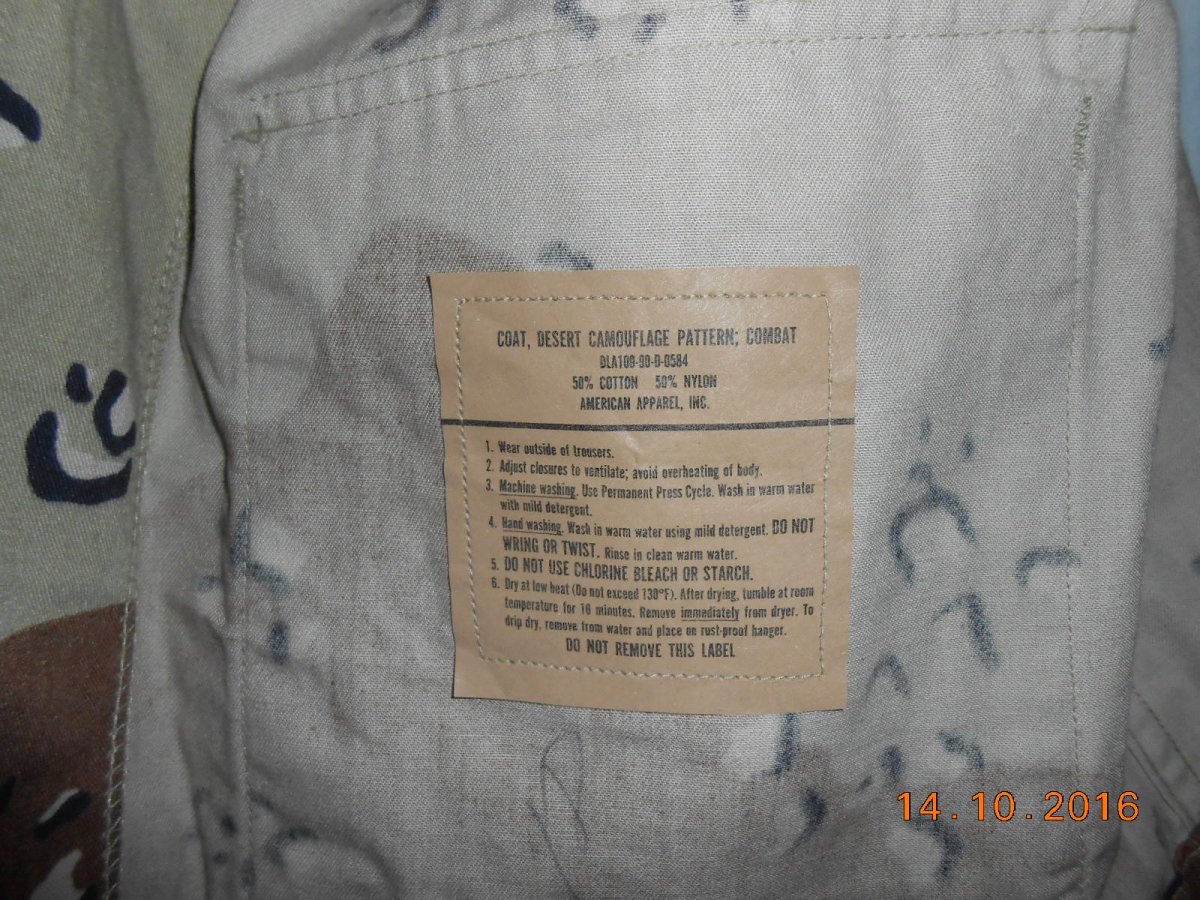 COAT, DESERT CAMOUFLAGE PATTERN; COMBAT
DLA100-90-D-0584
50% COTTON 50% NYLON
AMERICAN APPAREL, INC.
1. Wear outside of trousers.
2. Adjust closures to ventilate; avoid overheating of body.
3. Machine washing. Use Permanent Press Cycle. Wash in warm water
with mild detergent.
4. Hand washing. Wash in warm water using mild detergent. DO NOT
WRING OR TWIST. Rinse in clean warm water.
5. DO NOT USE CHLORINE BLEACH OR STARCH.
6. Dry at low heat (Do not exceed 130°F). After drying, tumble at room
temperature for 10 minutes. Remove immediately from dryer. To
drip dry, remove from water and place on rust-proof hanger.
DO NOT REMOVE THIS LABEL
14.10.2016